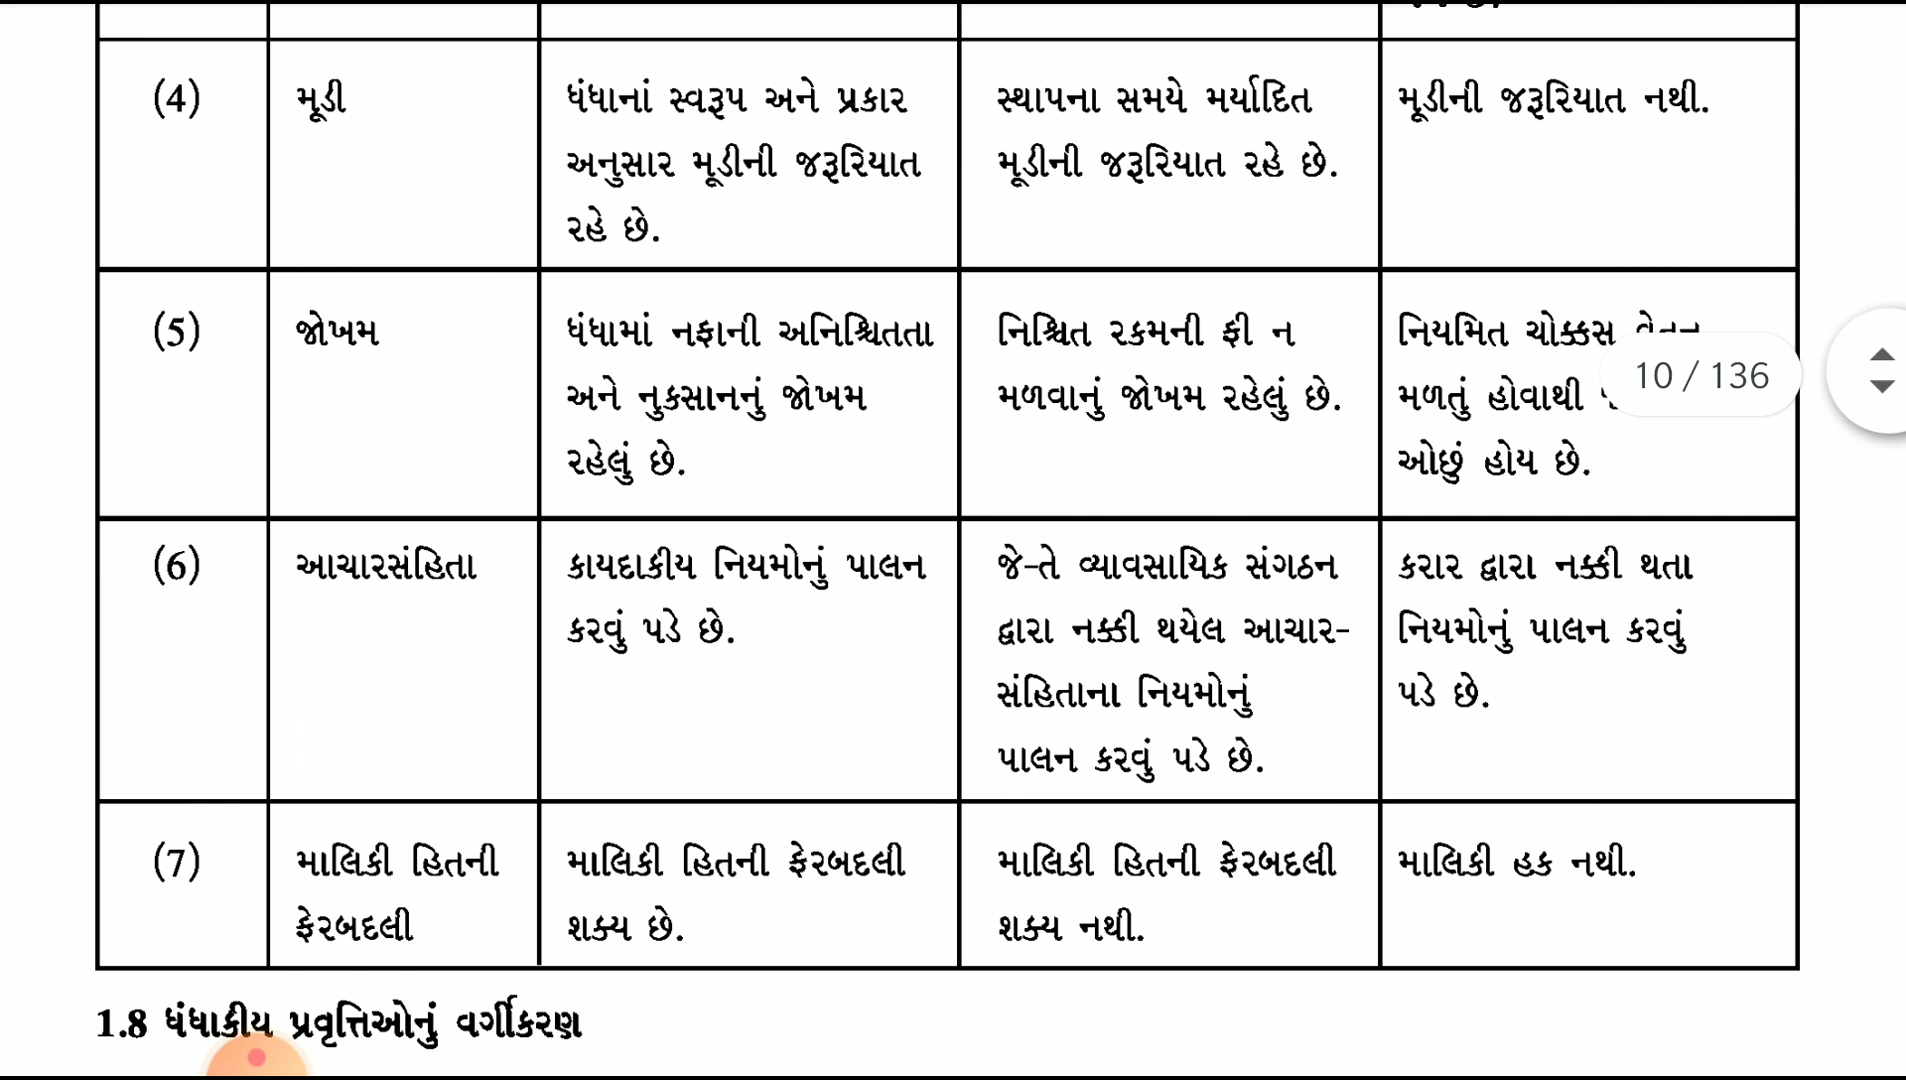 (4) મૂડી ધંધાનાં સ્વરૂપ અને પ્રકાર સ્થાપના સમયે મર્યાદિત મૂડીની જરૂરિયાત નથી.
અનુસાર મૂડીની જરૂરિયાત મૂડીની જરૂરિયાત રહે છે.
રહે છે.
(5) જોખમ ધંધામાં નફાની અનિશ્ચિતતા નિશ્ચિત રકમની ફી ન નિયમિત ચોક્કસ
અને નુકસાનનું જોખમ મળવાનું જોખમ રહેલું છે. મળતું હોવાથી
10 / 136
રહેલું છે. ઓછું હોય છે.
(6) આચારસંહિતા કાયદાકીય નિયમોનું પાલન જે-તે વ્યાવસાયિક સંગઠન કરાર દ્વારા નક્કી થતા
કરવું પડે છે. દ્વારા નક્કી થયેલ આચાર- નિયમોનું પાલન કરવું
સંહિતાના નિયમોનું પડે છે.
પાલન કરવું પડે છે.
(7) માલિકી હિતની માલિકી હિતની ફેરબદલી માલિકી હિતની ફેરબદલી માલિકી હક નથી.
ફેરબદલી શક્ય છે. શક્ય નથી.
1.8 ધંધાકીય પ્રવૃત્તિઓનું વર્ગીકરણ